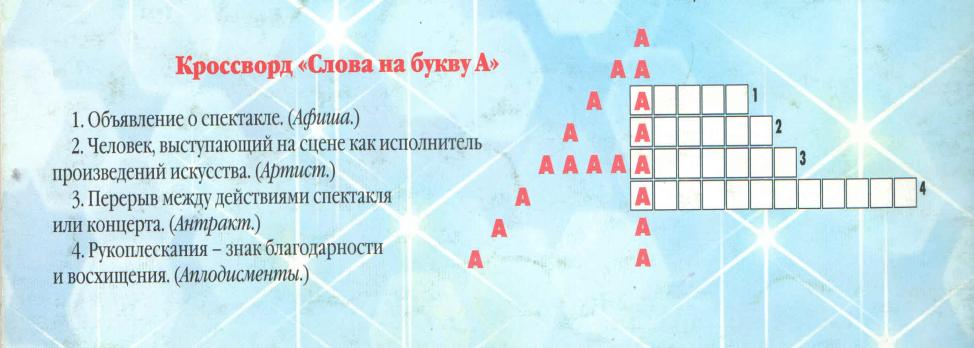 Кроссворд «Слова на букву А»
1. Объявление о спектакле. (Афиша.)
2. Человек, выступающий на сцене как исполнитель
произведений искусства. (Артист.)
3. Перерыв между действиями спектакля
или концерта. (Антракт.)
4. Рукоплескания – знак благодарности
и восхищения. (Аплодисменты.)
А
А А
А А 1
А А 2
А А А А А 3
А А 4
А А
А А